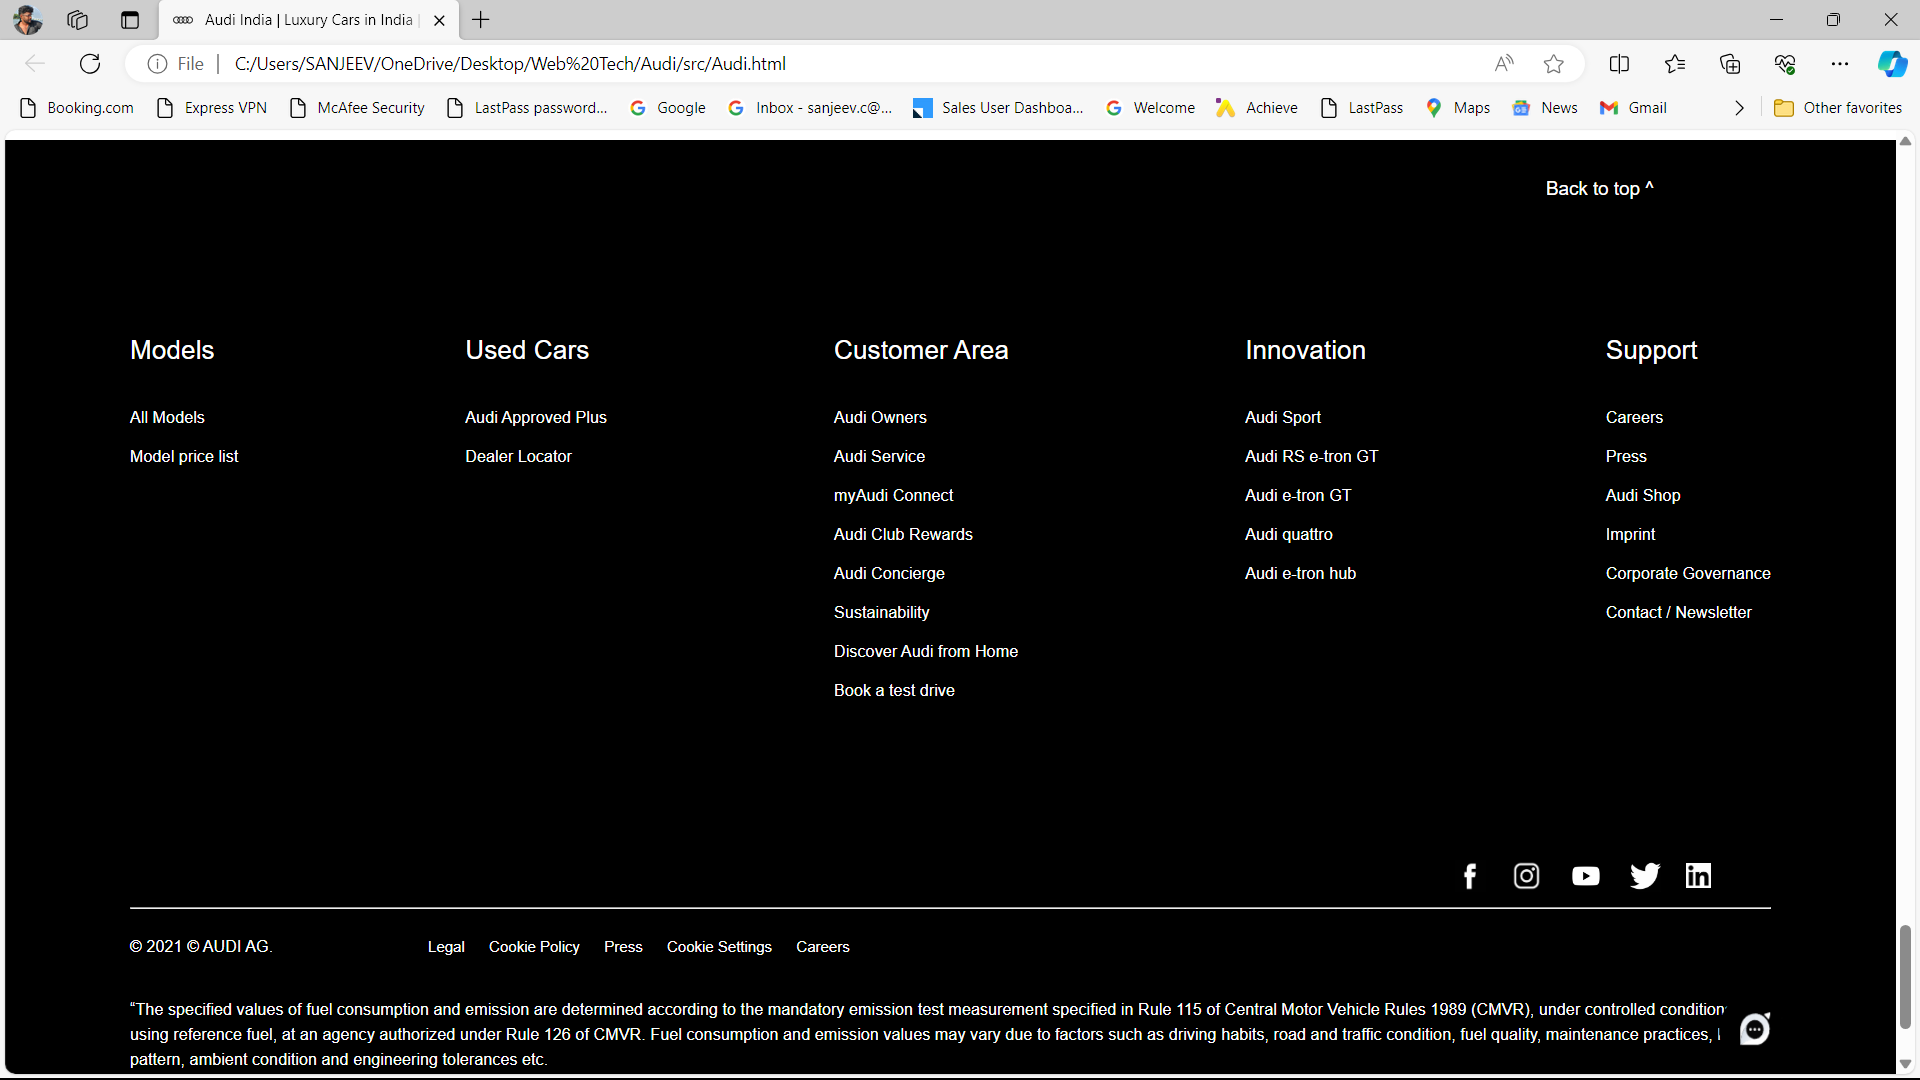 Audi India | Luxury Cars in India |
File
C:/Users/SANJEEV/OneDrive/Desktop/Web%20Tech/Audi/src/Audi.html
Booking.com Express VPN McAfee Security LastPass password... Google Inbox - sanjeev.c@... Sales User Dashboa... Welcome Achieve LastPass Maps News Gmail Other favorites
Back to top ^
Models
All Models
Model price list
Used Cars
Audi Approved Plus
Dealer Locator
Customer Area
Audi Owners
Audi Service
myAudi Connect
Audi Club Rewards
Audi Concierge
Sustainability
Discover Audi from Home
Book a test drive
Innovation
Audi Sport
Audi RS e-tron GT
Audi e-tron GT
Audi quattro
Audi e-tron hub
Support
Careers
Press
Audi Shop
Imprint
Corporate Governance
Contact / Newsletter
© 2021 © AUDI AG. Legal Cookie Policy Press Cookie Settings Careers
“The specified values of fuel consumption and emission are determined according to the mandatory emission test measurement specified in Rule 115 of Central Motor Vehicle Rules 1989 (CMVR), under controlled
using reference fuel, at an agency authorized under Rule 126 of CMVR. Fuel consumption and emission values may vary due to factors such as driving habits, road and traffic condition, fuel quality, maintenance practices,
pattern, ambient condition and engineering tolerances etc.